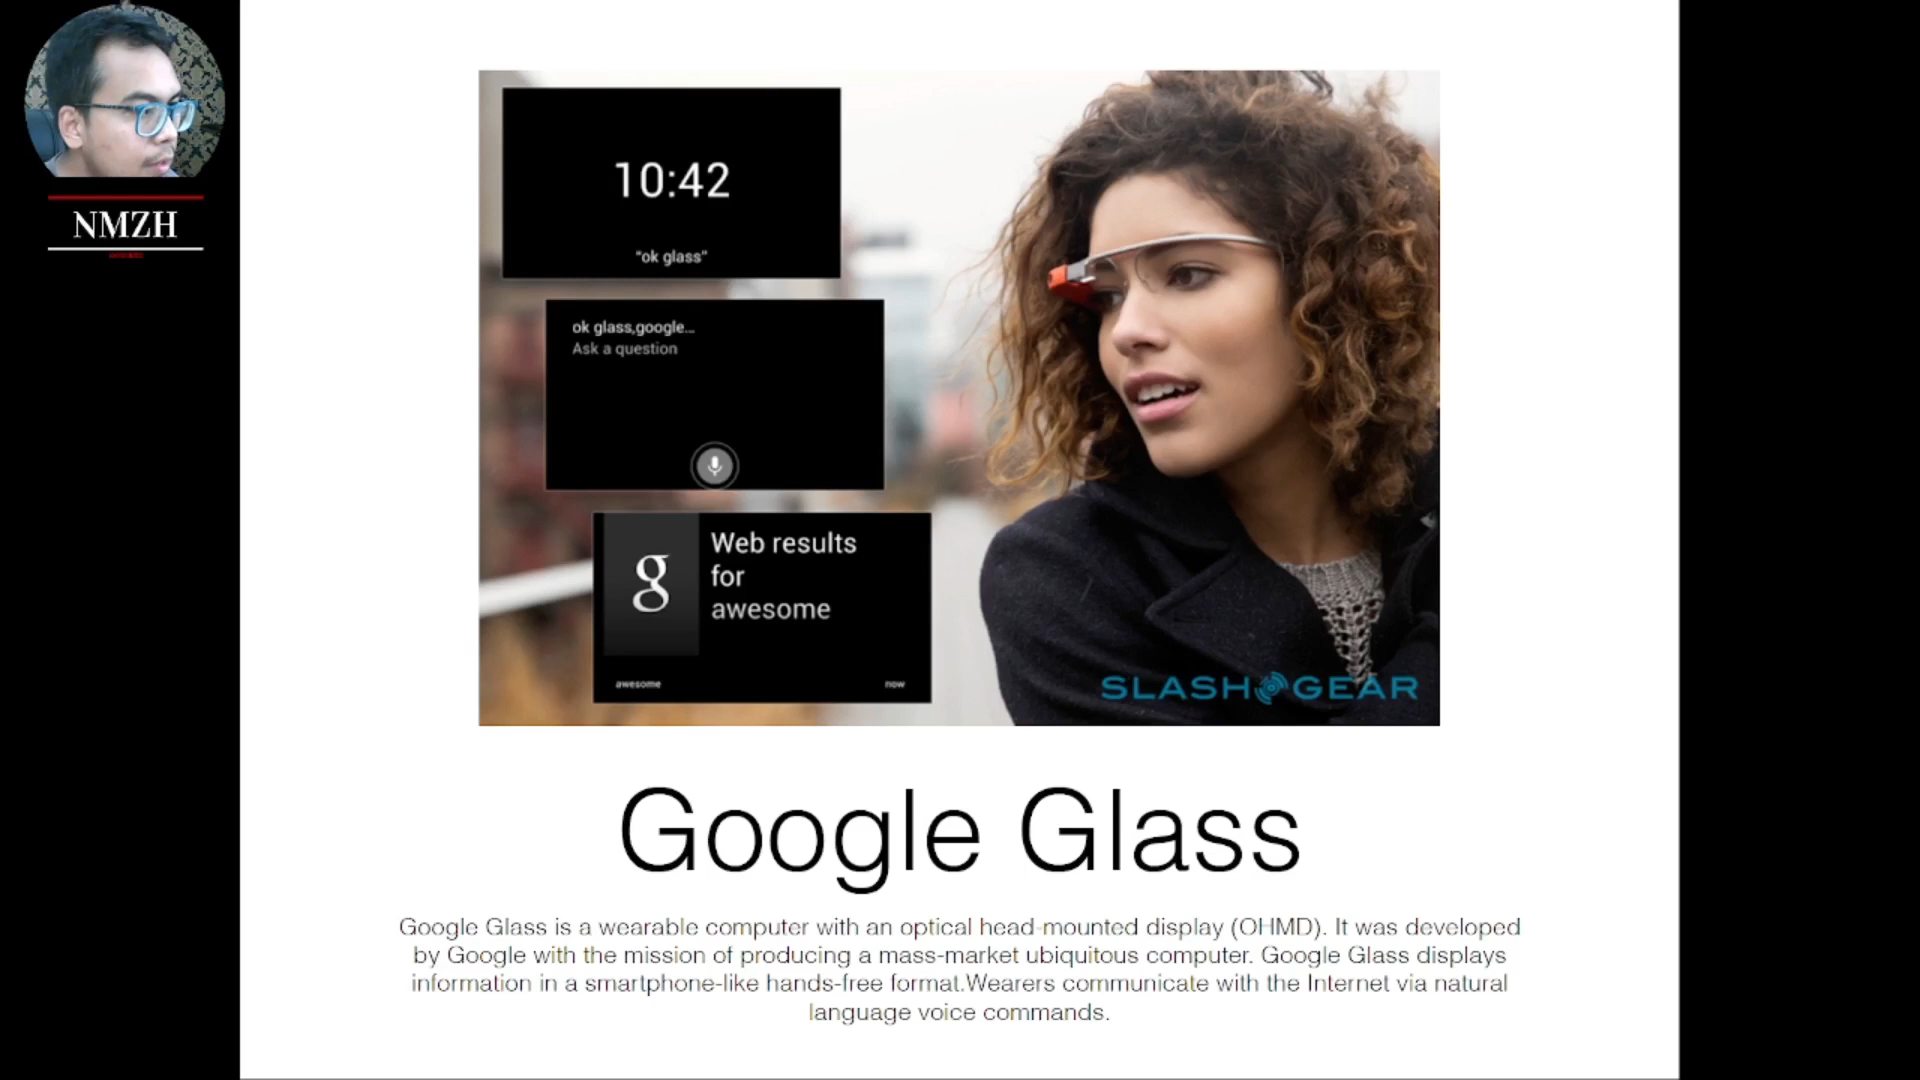 NMZH
10:42
"ok glass"
ok glass,google...
Ask a question
g
Web results
for
awesome
awesome
now
SLASH GEAR
Google Glass
Google Glass is a wearable computer with an optical head-mounted display (OHMD). It was developed
by Google with the mission of producing a mass-market ubiquitous computer. Google Glass displays
information in a smartphone-like hands-free format.Wearers communicate with the Internet via natural
language voice commands.